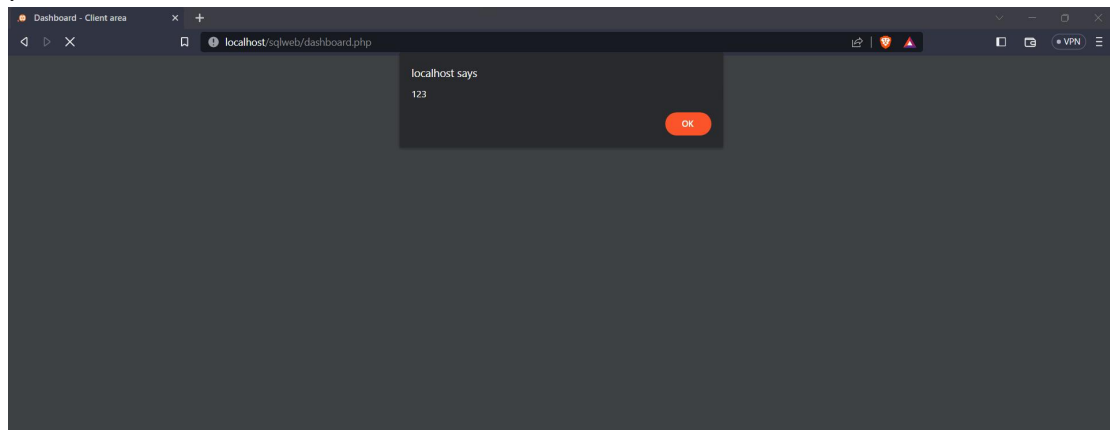 Dashboard - Client area
localhost/sqlweb/dashboard.php
VPN
localhost says
123
OK